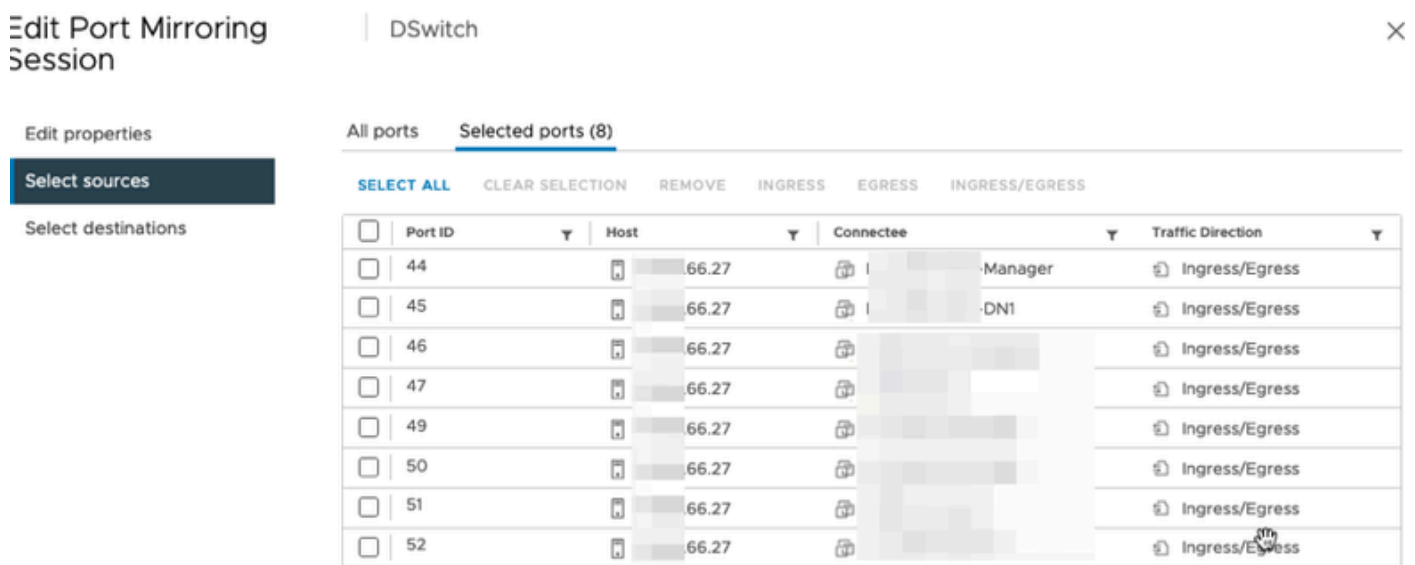 Edit Port Mirroring Session
DSwitch
Edit properties
Select sources
Select destinations
All ports Selected ports (8)
SELECT ALL CLEAR SELECTION REMOVE INGRESS EGRESS INGRESS/EGRESS
Port ID Host Connectee Traffic Direction
44 .66.27 -Manager Ingress/Egress
45 .66.27 -DN1 Ingress/Egress
46 .66.27 Ingress/Egress
47 .66.27 Ingress/Egress
49 .66.27 Ingress/Egress
50 .66.27 Ingress/Egress
51 .66.27 Ingress/Egress
52 .66.27 Ingress/Egress